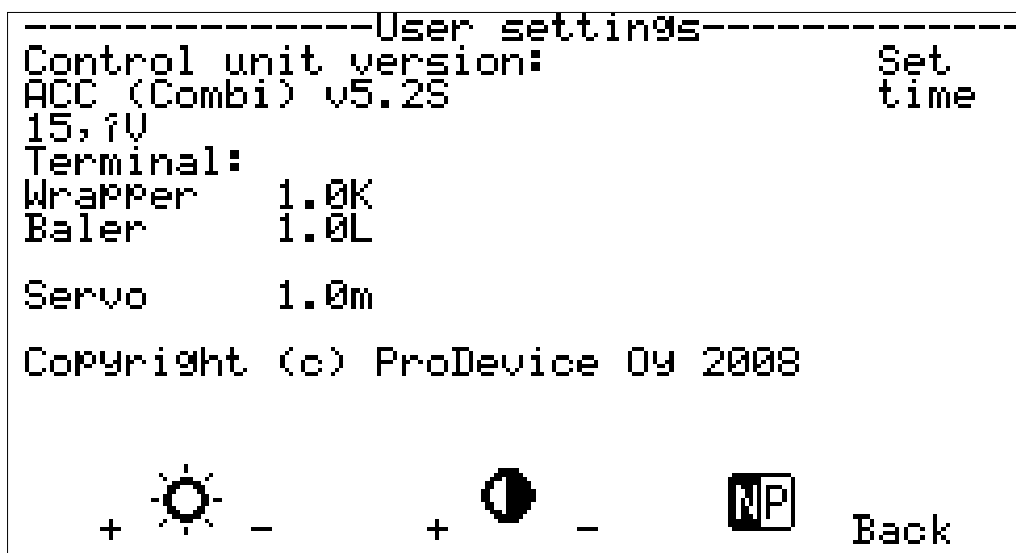 --------------User settings-------------
Control unit version: Set
ACC (Combi) v5.2S time
15,îV
Terminal:
Wrapper 1.0K
Baler 1.0L
Servo 1.0m
Copyright (c) ProDevice Oy 2008
+ - + - NP Back